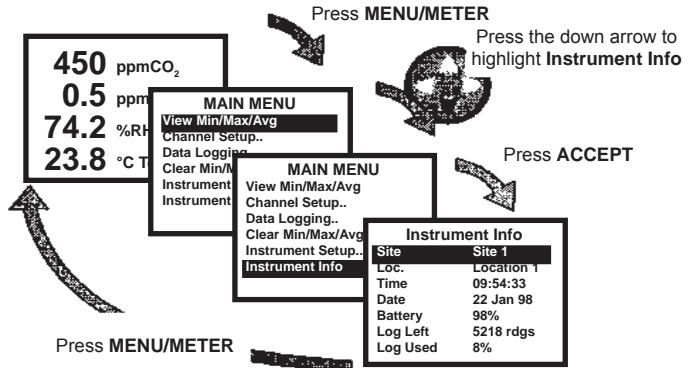 Press MENU/METER
Press the down arrow to
highlight Instrument Info
450 ppmCO2
0.5 ppm
74.2 %RH
23.8 °C T
MAIN MENU
View Min/Max/Avg
Channel Setup..
Data Logging
Clear Min/M
Instrument
Instrument
Press ACCEPT
MAIN MENU
View Min/Max/Avg
Channel Setup..
Data Logging..
Clear Min/Max/Avg
Instrument Setup..
Instrument Info
Instrument Info
Site Site 1
Loc. Location 1
Time 09:54:33
Date 22 Jan 98
Battery 98%
Log Left 5218 rdgs
Log Used 8%
Press MENU/METER